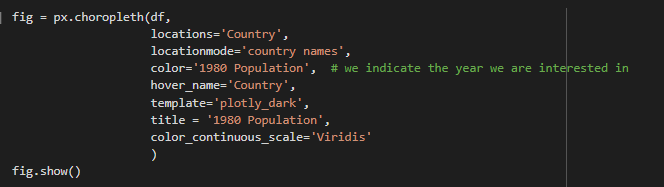 fig = px.choropleth(df,
locations='Country',
locationmode='country names',
color='1980 Population',  # we indicate the year we are interested in
hover_name='Country',
template='plotly_dark',
title = '1980 Population',
color_continuous_scale='Viridis'
)
fig.show()